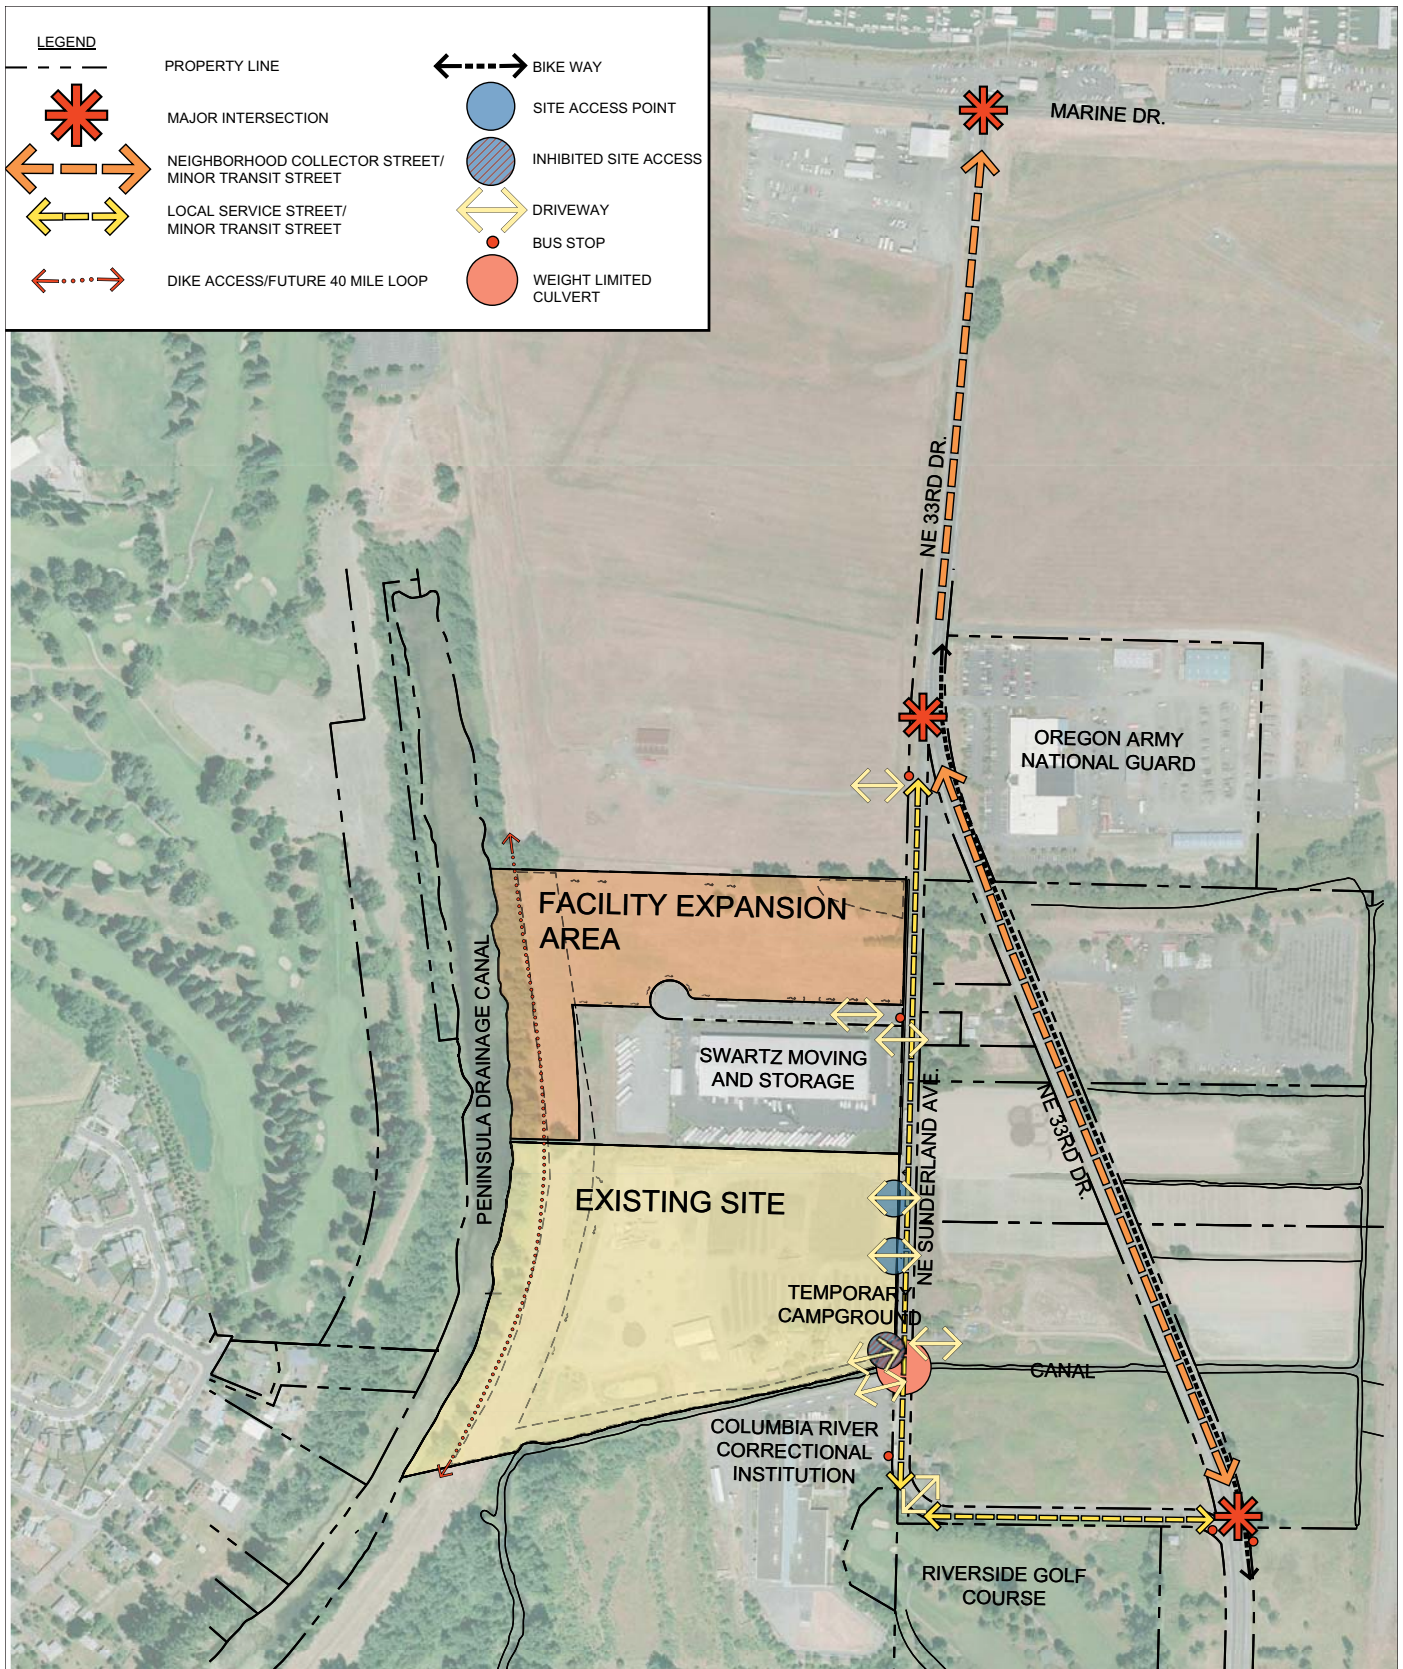 LEGEND
PROPERTY LINE
MAJOR INTERSECTION
NEIGHBORHOOD COLLECTOR STREET/
MINOR TRANSIT STREET
LOCAL SERVICE STREET/
MINOR TRANSIT STREET
DIKE ACCESS/FUTURE 40 MILE LOOP
BIKE WAY
SITE ACCESS POINT
INHIBITED SITE ACCESS
DRIVEWAY
BUS STOP
WEIGHT LIMITED
CULVERT
MARINE DR.
NE 33RD DR.
OREGON ARMY
NATIONAL GUARD
FACILITY EXPANSION
AREA
PENINSULA DRAINAGE CANAL
SWARTZ MOVING
AND STORAGE
NE SUNDERLAND AVE.
NE 33RD DR.
EXISTING SITE
TEMPORARY
CAMPGROUND
CANAL
COLUMBIA RIVER
CORRECTIONAL
INSTITUTION
RIVERSIDE GOLF
COURSE